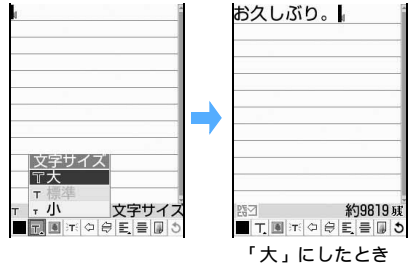 文字サイズ
大
標準
小
文字サイズ
お久しぶり。
約9819残
「大」にしたとき